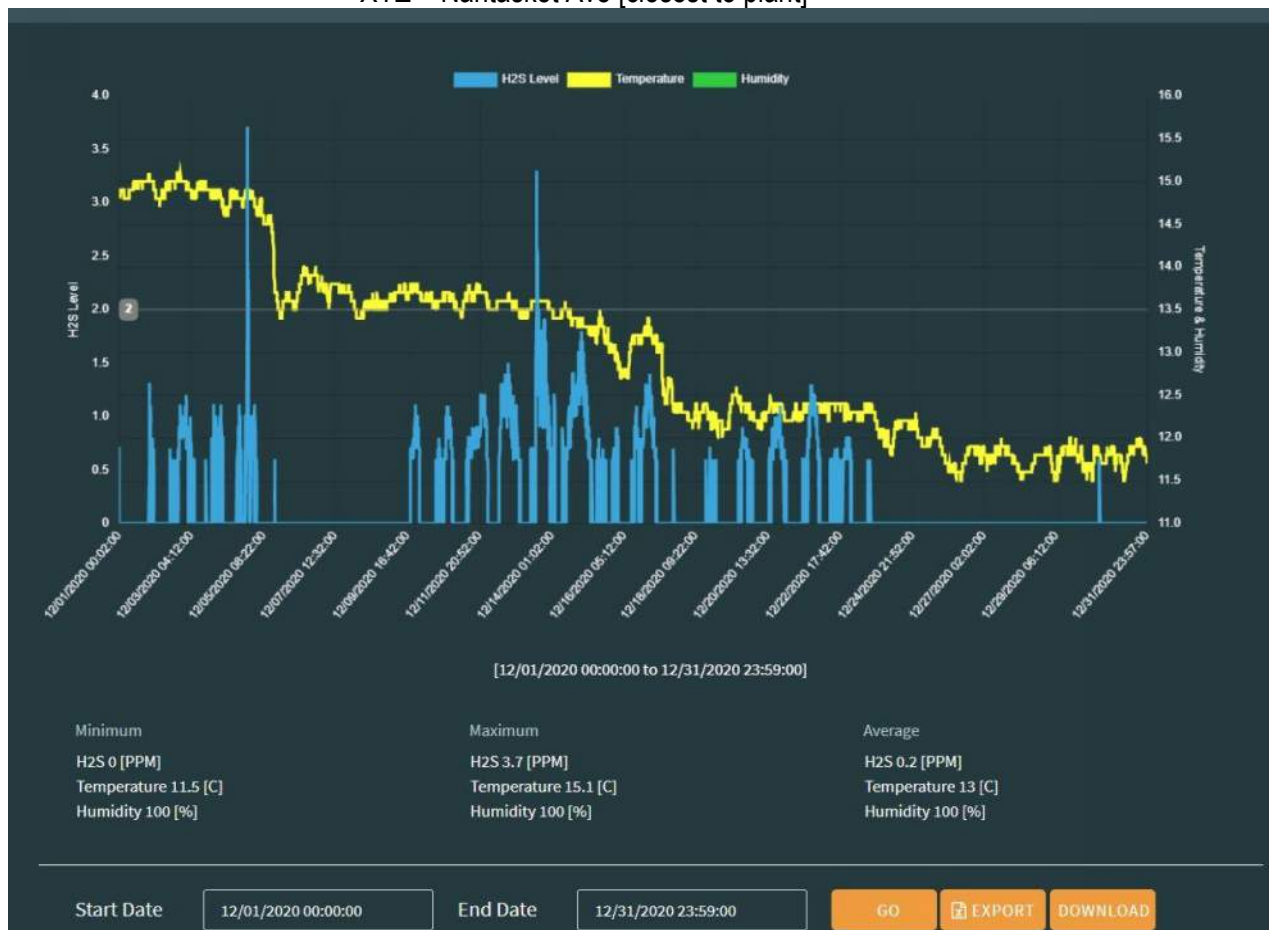 Nantasket Ave [closest to plant]
H2S Level Temperature Humidity
4.0
3.5
3.0
2.5
2.0
1.5
1.0
0.5
0
H2S Level
2
16.0
15.5
15.0
14.5
14.0
13.5
13.0
12.5
12.0
11.5
11.0
Temperature & Humidity
12/01/2020 00:02:00
12/03/2020 04:12:00
12/05/2020 08:22:00
12/07/2020 12:32:00
12/09/2020 16:42:00
12/11/2020 20:52:00
12/14/2020 01:02:00
12/16/2020 05:12:00
12/18/2020 09:22:00
12/20/2020 13:32:00
12/22/2020 17:42:00
12/24/2020 21:52:00
12/27/2020 02:02:00
12/29/2020 06:12:00
12/31/2020 23:57:00
[12/01/2020 00:00:00 to 12/31/2020 23:59:00]
Minimum
H2S 0 [PPM]
Temperature 11.5 [C]
Humidity 100 [%]
Maximum
H2S 3.7 [PPM]
Temperature 15.1 [C]
Humidity 100 [%]
Average
H2S 0.2 [PPM]
Temperature 13 [C]
Humidity 100 [%]
Start Date 12/01/2020 00:00:00 End Date 12/31/2020 23:59:00 GO EXPORT DOWNLOAD